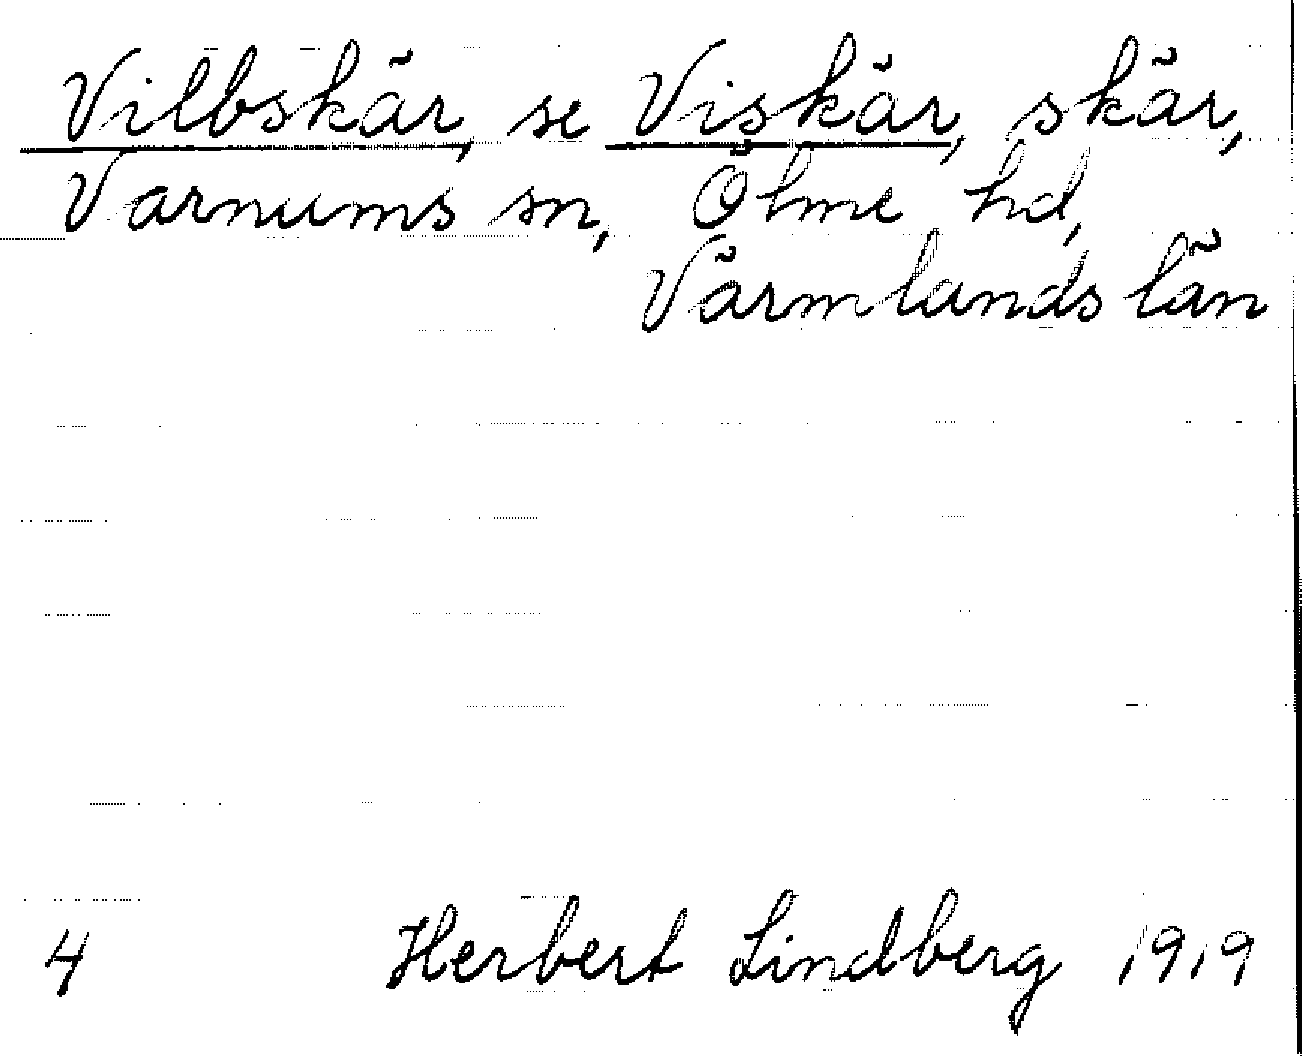 Vilbskär, se Viskär, skär,
Varnums sn, Ölme hd,
Värmlands län
4 Herbert Lindberg 1919